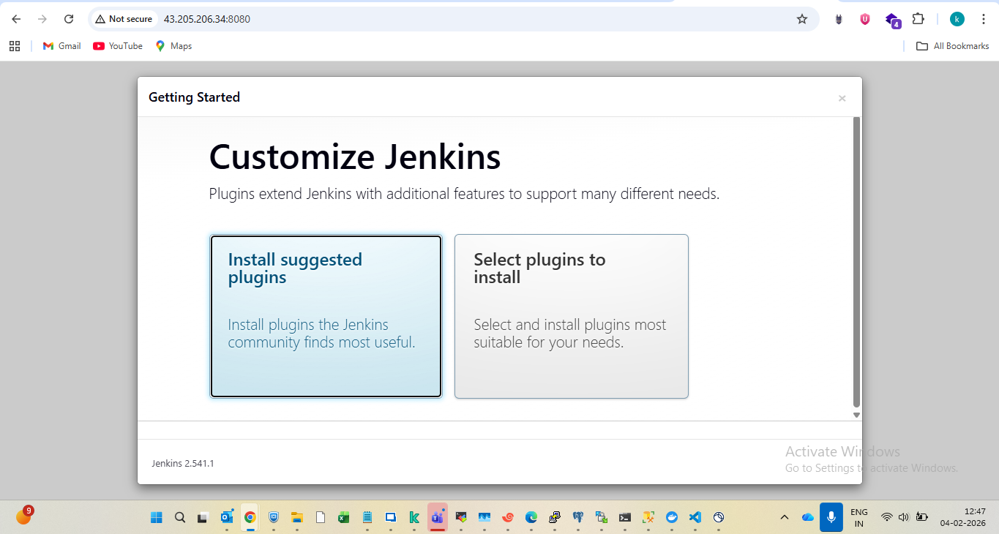 Not secure
43.205.206.34:8080
4
k
Gmail
YouTube
Maps
All Bookmarks
Getting Started
×
Customize Jenkins
Plugins extend Jenkins with additional features to support many different needs.
Install suggested
plugins
Install plugins the Jenkins
community finds most useful.
Select plugins to
install
Select and install plugins most
suitable for your needs.
Jenkins 2.541.1
Activate Windows
Go to Settings to activate Windows.
9
ENG
IN
12:47
04-02-2026